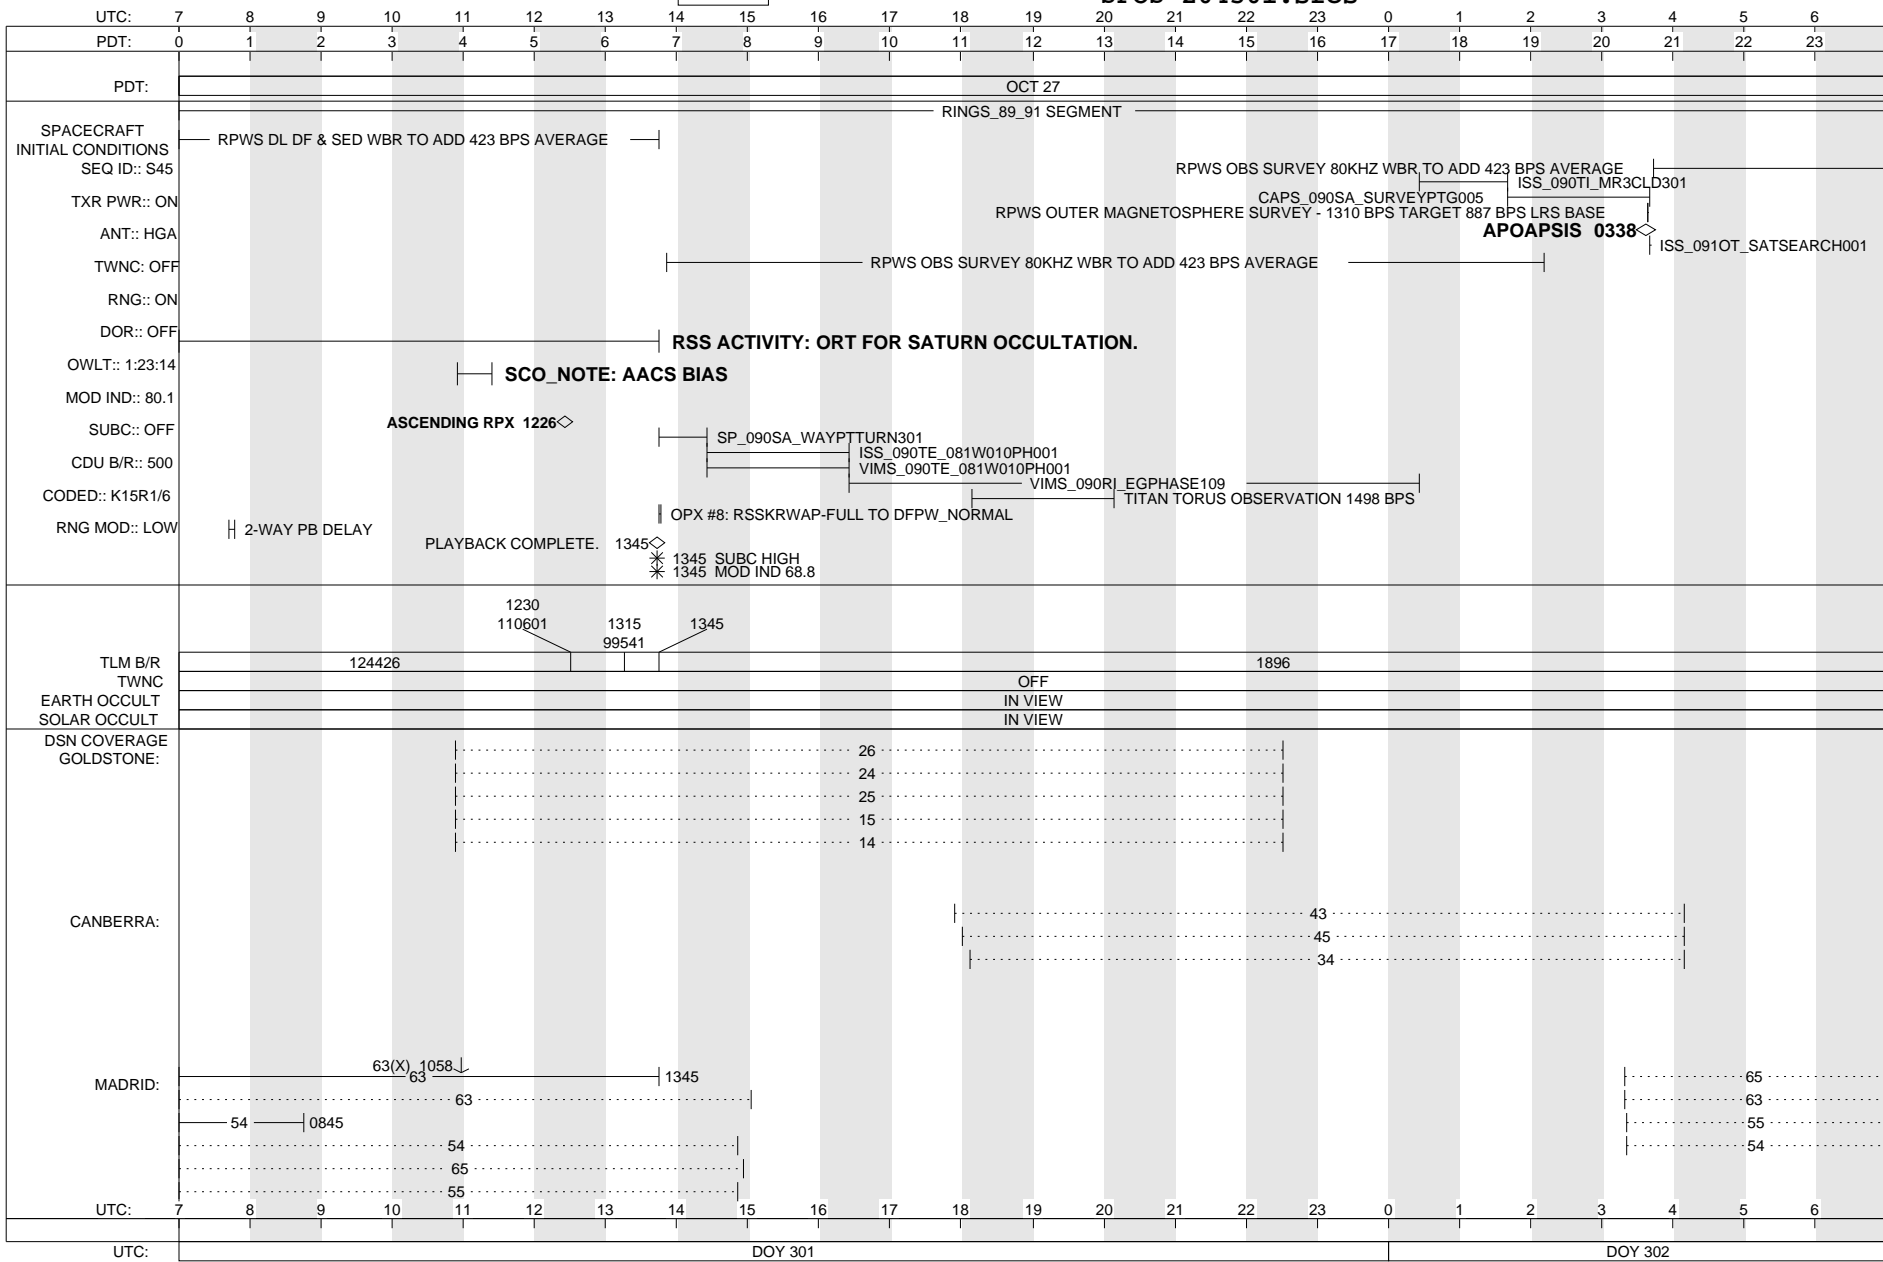 UTC: 7 8 9 10 11 12 13 14 15 16 17 18 19 20 21 22 23 0 1 2 3 4 5 6
PDT: 0 1 2 3 4 5 6 7 8 9 10 11 12 13 14 15 16 17 18 19 20 21 22 23
PDT: OCT 27
RINGS_89_91 SEGMENT
SPACECRAFT
INITIAL CONDITIONS
RPWS DL DF & SED WBR TO ADD 423 BPS AVERAGE
SEQ ID:: S45
RPWS OBS SURVEY 80KHZ WBR TO ADD 423 BPS AVERAGE
ISS_090TI_MR3CLD301
TXR PWR:: ON
CAPS_090SA_SURVEYPTG005
RPWS OUTER MAGNETOSPHERE SURVEY - 1310 BPS TARGET 887 BPS LRS BASE
ANT:: HGA
APOAPSIS 0338
ISS_091OT_SATSEARCH001
TWNC: OFF
RPWS OBS SURVEY 80KHZ WBR TO ADD 423 BPS AVERAGE
RNG:: ON
DOR:: OFF
RSS ACTIVITY: ORT FOR SATURN OCCULTATION.
OWLT:: 1:23:14
SCO_NOTE: AACS BIAS
MOD IND:: 80.1
ASCENDING RPX 1226
SUBC:: OFF
SP_090SA_WAYPTTURN301
ISS_090TE_081W010PH001
CDU B/R:: 500
VIMS_090TE_081W010PH001
VIMS_090RI_EGPHASE109
CODED:: K15R1/6
TITAN TORUS OBSERVATION 1498 BPS
OPX #8: RSSKRWAP-FULL TO DFPW_NORMAL
RNG MOD:: LOW
2-WAY PB DELAY
PLAYBACK COMPLETE. 1345
1345 SUBC HIGH
1345 MOD IND 68.8
1230
110601 1315 1345
99541
TLM B/R 124426 1896
TWNC OFF
EARTH OCCULT IN VIEW
SOLAR OCCULT IN VIEW
DSN COVERAGE
GOLDSTONE:
26
24
25
15
14
CANBERRA:
43
45
34
MADRID:
63(X) 1058
63 1345 65
63 63
54 0845 55
54 54
65
55
UTC: 7 8 9 10 11 12 13 14 15 16 17 18 19 20 21 22 23 0 1 2 3 4 5 6
UTC: DOY 301 DOY 302